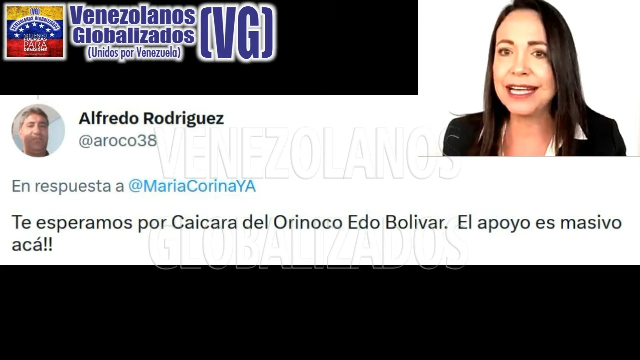 Venezolanos
Globalizados
(Unidos por Venezuela)
(VG)
Alfredo Rodriguez
@aroco38
En respuesta a @MariaCorinaYA
Te esperamos por Caicara del Orinoco Edo Bolivar. El apoyo es masivo
acá!!
VENEZOLANOS
GLOBALIZADOS